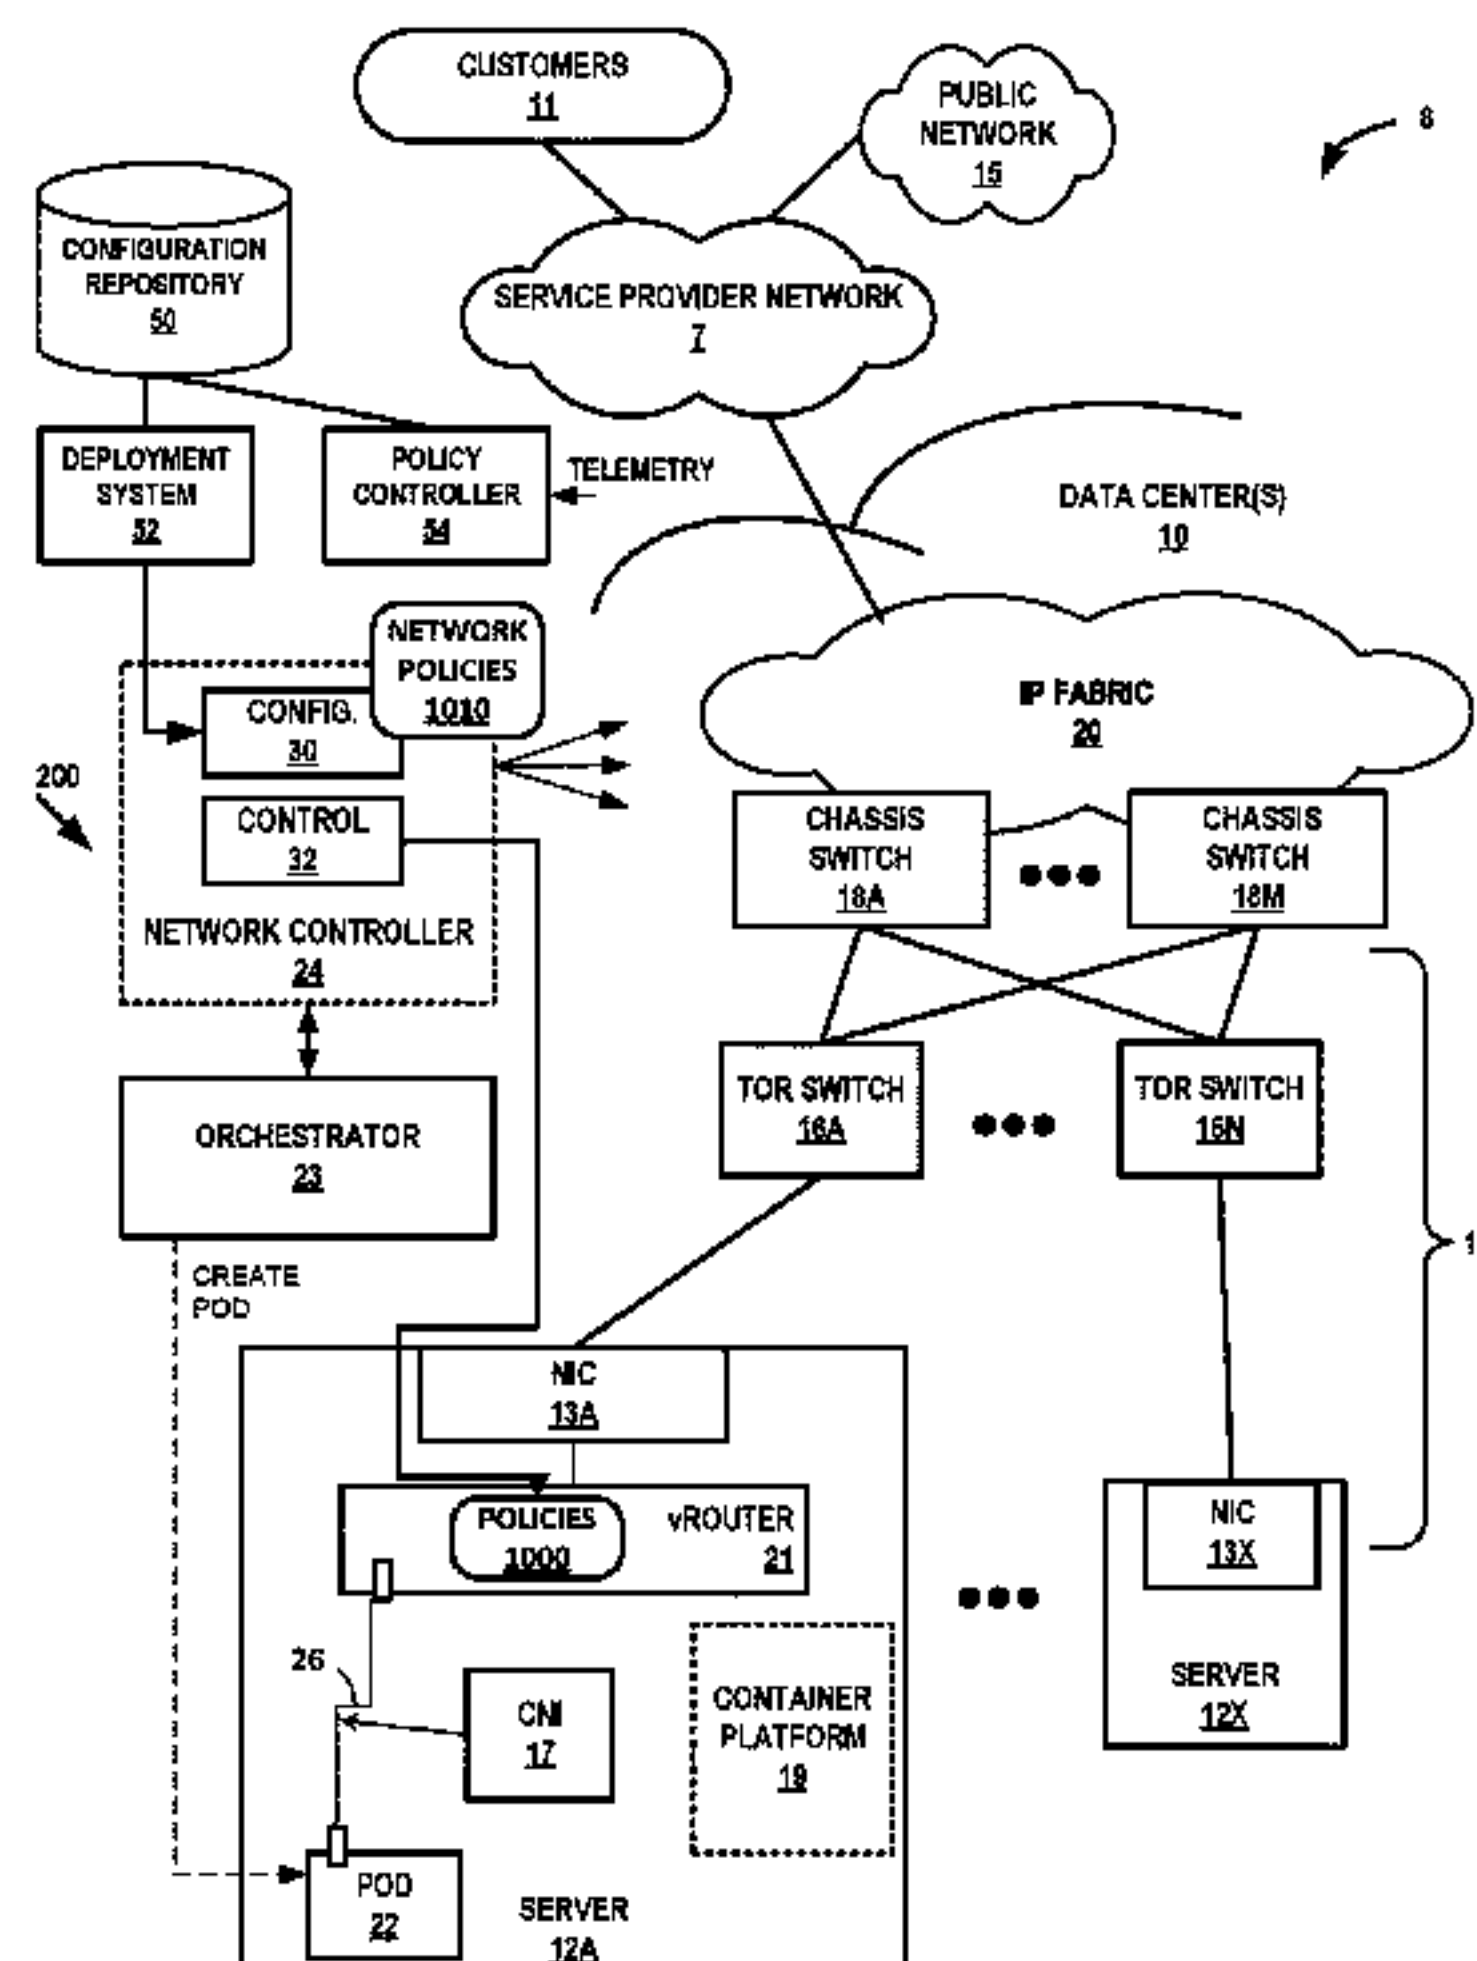 CUSTOMERS
11
PUBLIC
NETWORK
15
8
CONFIGURATION
REPOSITORY
50
SERVICE PROVIDER NETWORK
7
DEPLOYMENT
SYSTEM
52
POLICY
CONTROLLER
54
TELEMETRY
DATA CENTER(S)
10
NETWORK
POLICIES
1010
CONFIG.
30
IP FABRIC
20
200
CONTROL
32
CHASSIS
SWITCH
18A
CHASSIS
SWITCH
18M
NETWORK CONTROLLER
24
TOR SWITCH
16A
TOR SWITCH
16N
ORCHESTRATOR
23
1
CREATE
POD
NIC
13A
POLICIES
1000
vROUTER
21
NIC
13X
26
CNI
17
CONTAINER
PLATFORM
19
SERVER
12X
POD
22
SERVER
12A